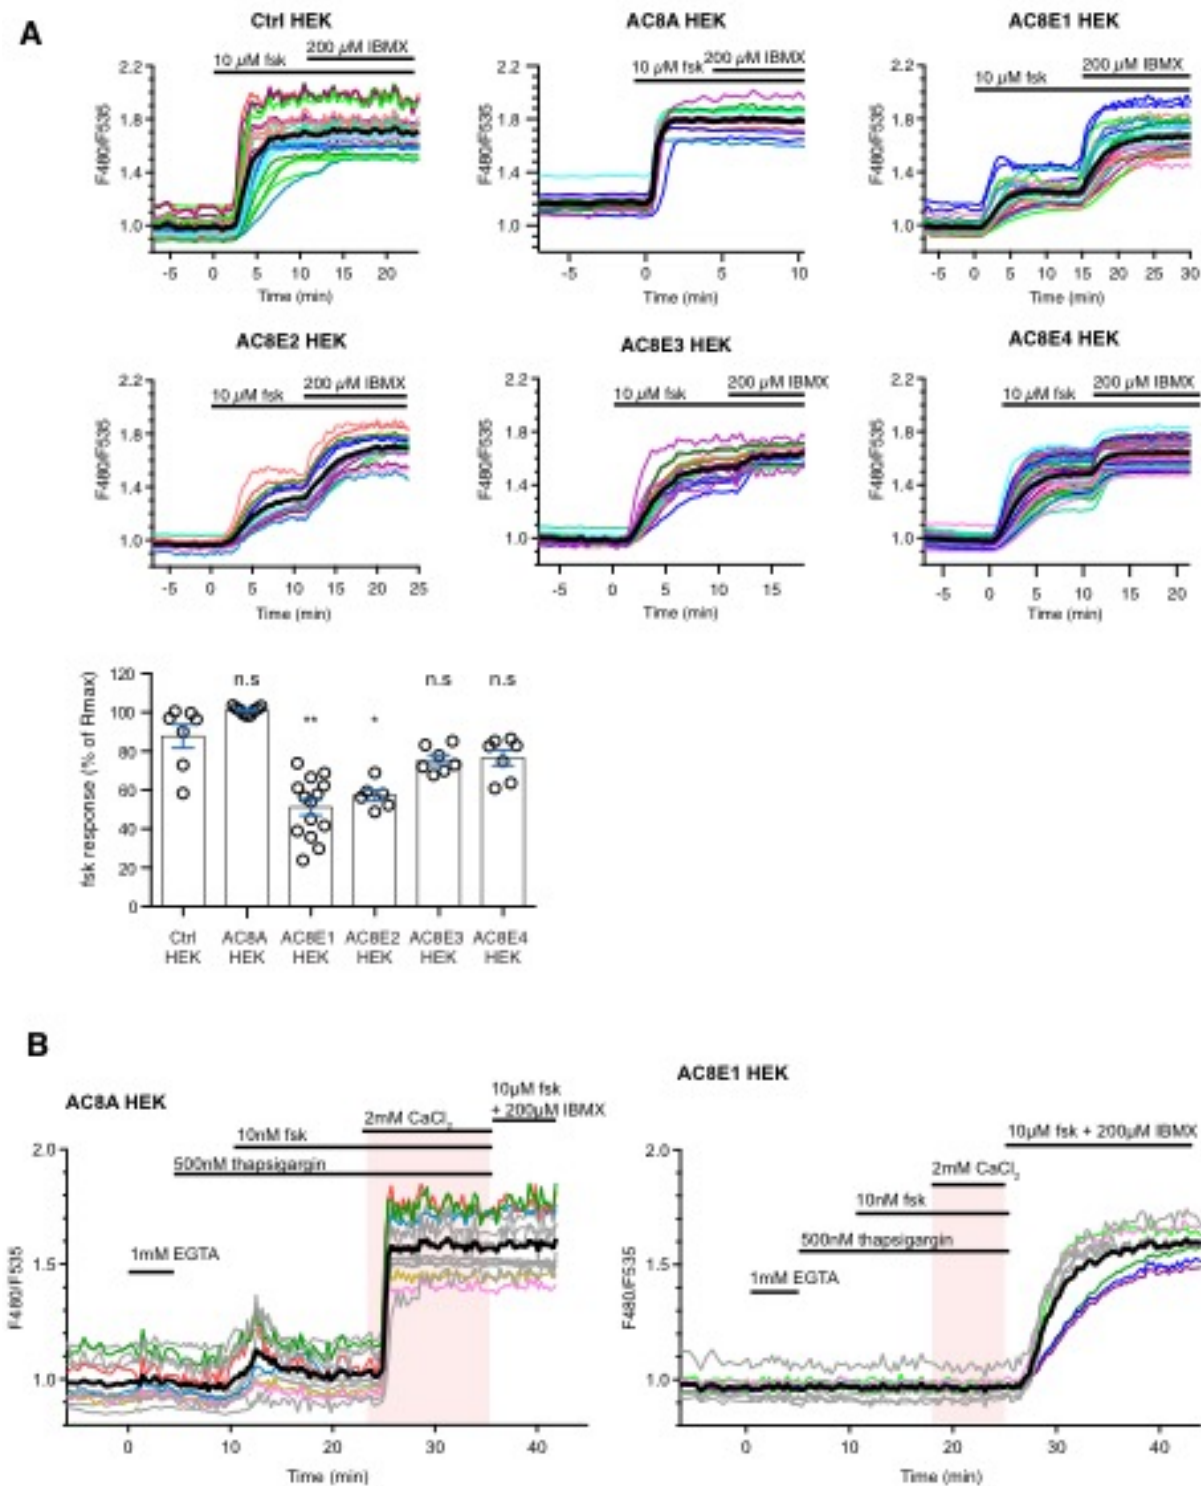 A
Ctrl HEK
200 µM IBMX
10 µM fsk
F480/F535
2.2
1.8
1.4
1.0
-5 0 5 10 15 20
Time (min)
AC8A HEK
200 µM IBMX
10 µM fsk
F480/F535
2.2
1.8
1.4
1.0
-5 0 5 10
Time (min)
AC8E1 HEK
200 µM IBMX
10 µM fsk
F480/F535
2.2
1.8
1.4
1.0
-5 0 5 10 15 20 25 30
Time (min)
AC8E2 HEK
200 µM IBMX
10 µM fsk
F480/F535
2.2
1.8
1.4
1.0
-5 0 5 10 15 20 25
Time (min)
AC8E3 HEK
200 µM IBMX
10 µM fsk
F480/F535
2.2
1.8
1.4
1.0
-5 0 5 10 15
Time (min)
AC8E4 HEK
200 µM IBMX
10 µM fsk
F480/F535
2.2
1.8
1.4
1.0
-5 0 5 10 15 20
Time (min)
fsk response (% of Rmax)
120
100
80
60
40
20
0
n.s
**
*
n.s
n.s
Ctrl HEK
AC8A HEK
AC8E1 HEK
AC8E2 HEK
AC8E3 HEK
AC8E4 HEK
B
AC8A HEK
10µM fsk
+ 200µM IBMX
2mM CaCl2
10nM fsk
500nM thapsigargin
1mM EGTA
F480/F535
2.0
1.5
1.0
0 10 20 30 40
Time (min)
AC8E1 HEK
10µM fsk + 200µM IBMX
2mM CaCl2
10nM fsk
500nM thapsigargin
1mM EGTA
F480/F535
2.0
1.5
1.0
0 10 20 30 40
Time (min)